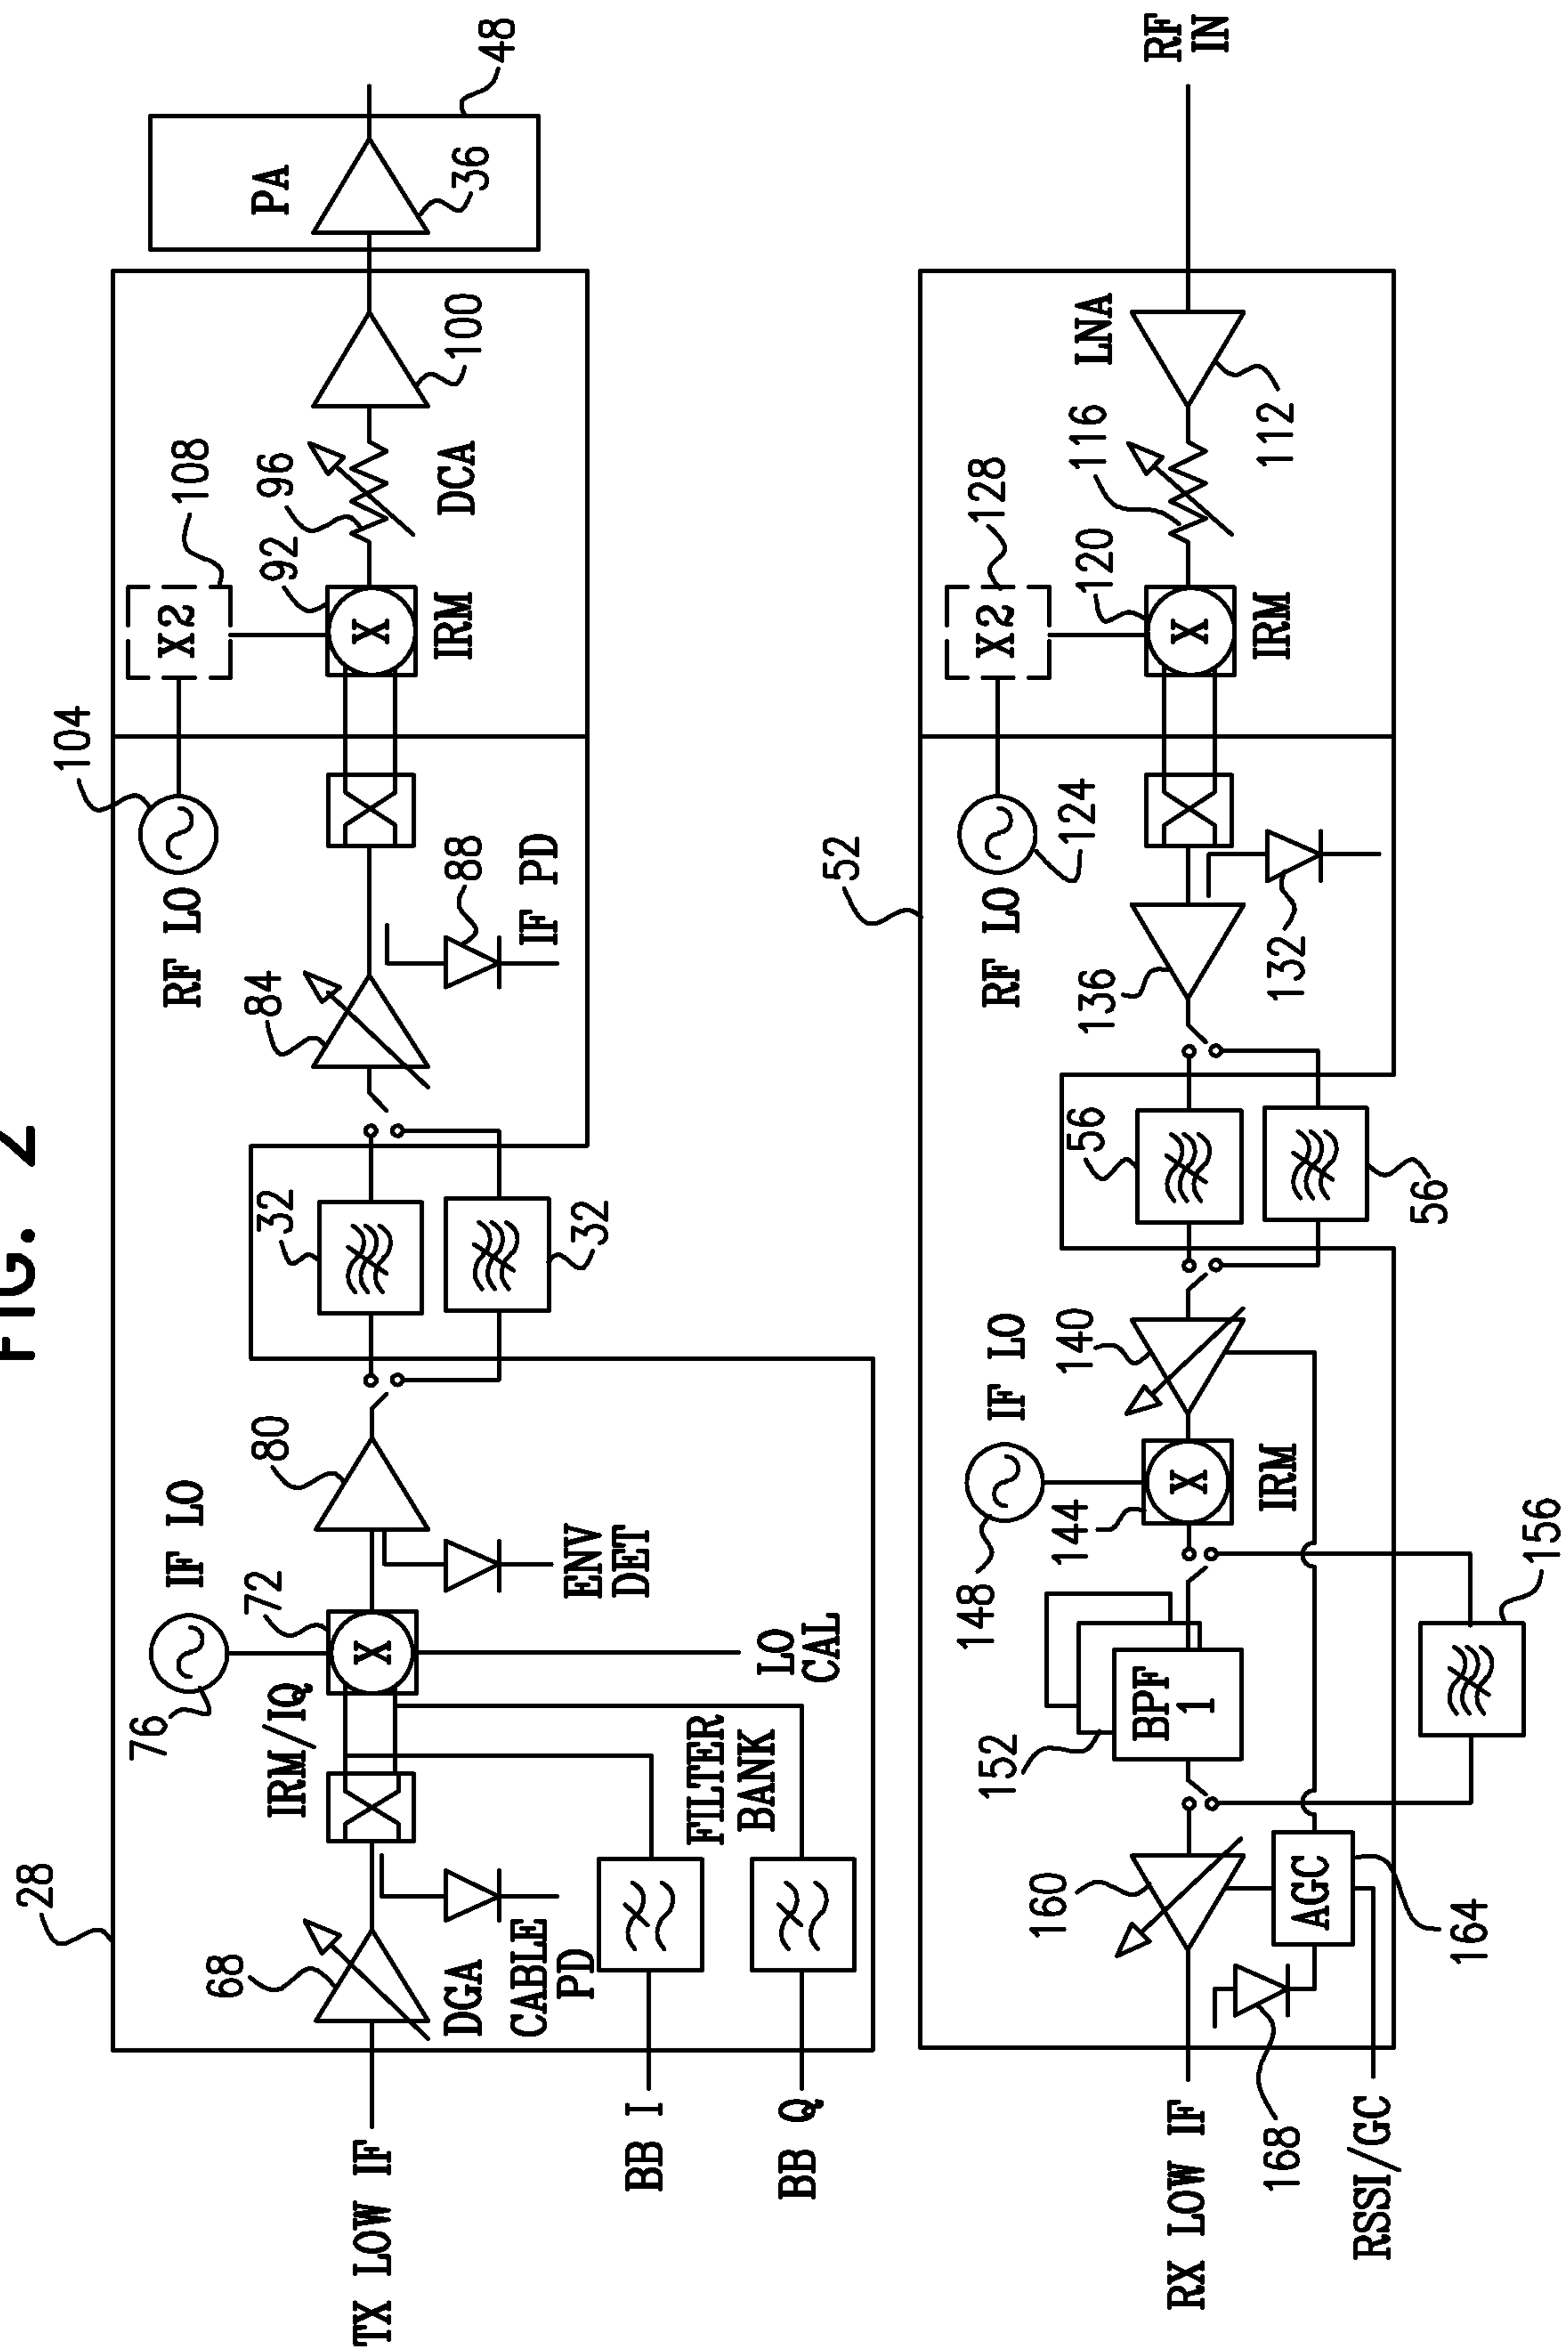 FIG. 2
28
TX LOW IF
68
DGA
CABLE
PD
BB I
BB Q
FILTER
BANK
IRM/IQ
76
IF LO
72
X
LO
CAL
ENV
DET
80
32
32
84
88
IF PD
RF LO
104
X2
108
92
X
IRM
96
DCA
100
PA
36
48
52
RX LOW IF
RSSI/GC
168
160
AGC
164
152
BPF
1
156
148
IF LO
144
X
IRM
140
56
56
136
132
RF LO
124
X2
128
120
X
IRM
116
LNA
112
RF
IN